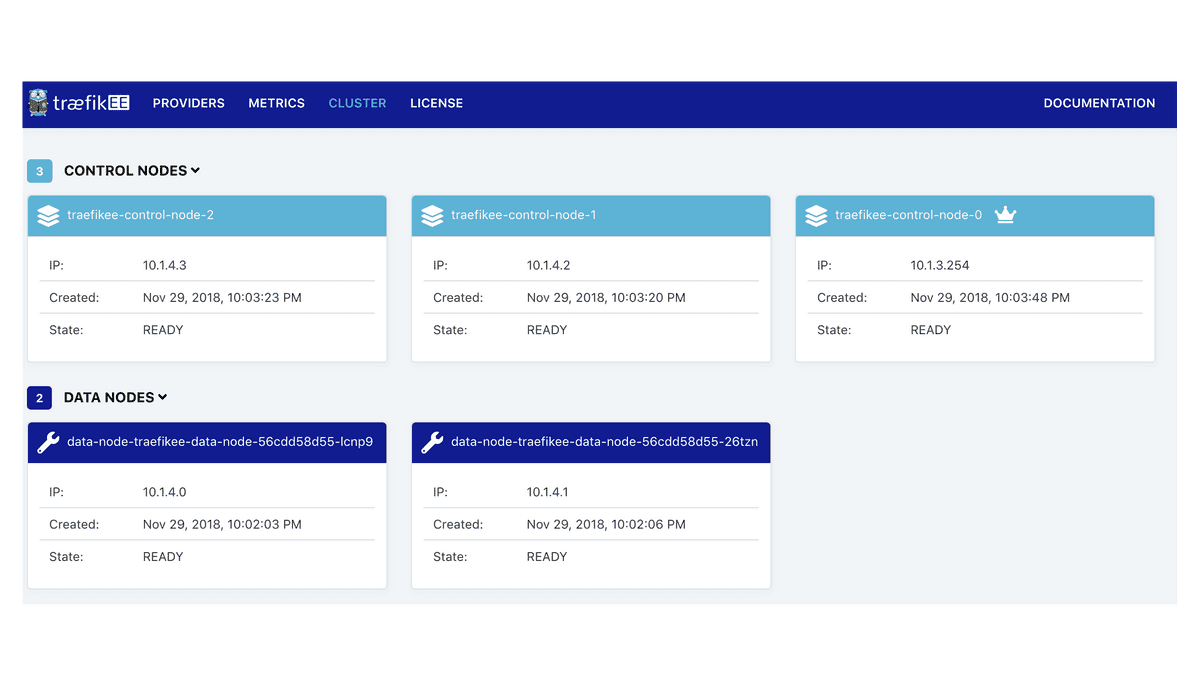 træfikEE PROVIDERS METRICS CLUSTER LICENSE DOCUMENTATION
3 CONTROL NODES
traefikee-control-node-2
IP: 10.1.4.3
Created: Nov 29, 2018, 10:03:23 PM
State: READY
traefikee-control-node-1
IP: 10.1.4.2
Created: Nov 29, 2018, 10:03:20 PM
State: READY
traefikee-control-node-0
IP: 10.1.3.254
Created: Nov 29, 2018, 10:03:48 PM
State: READY
2 DATA NODES
data-node-traefikee-data-node-56cdd58d55-lcnp9
IP: 10.1.4.0
Created: Nov 29, 2018, 10:02:03 PM
State: READY
data-node-traefikee-data-node-56cdd58d55-26tzn
IP: 10.1.4.1
Created: Nov 29, 2018, 10:02:06 PM
State: READY